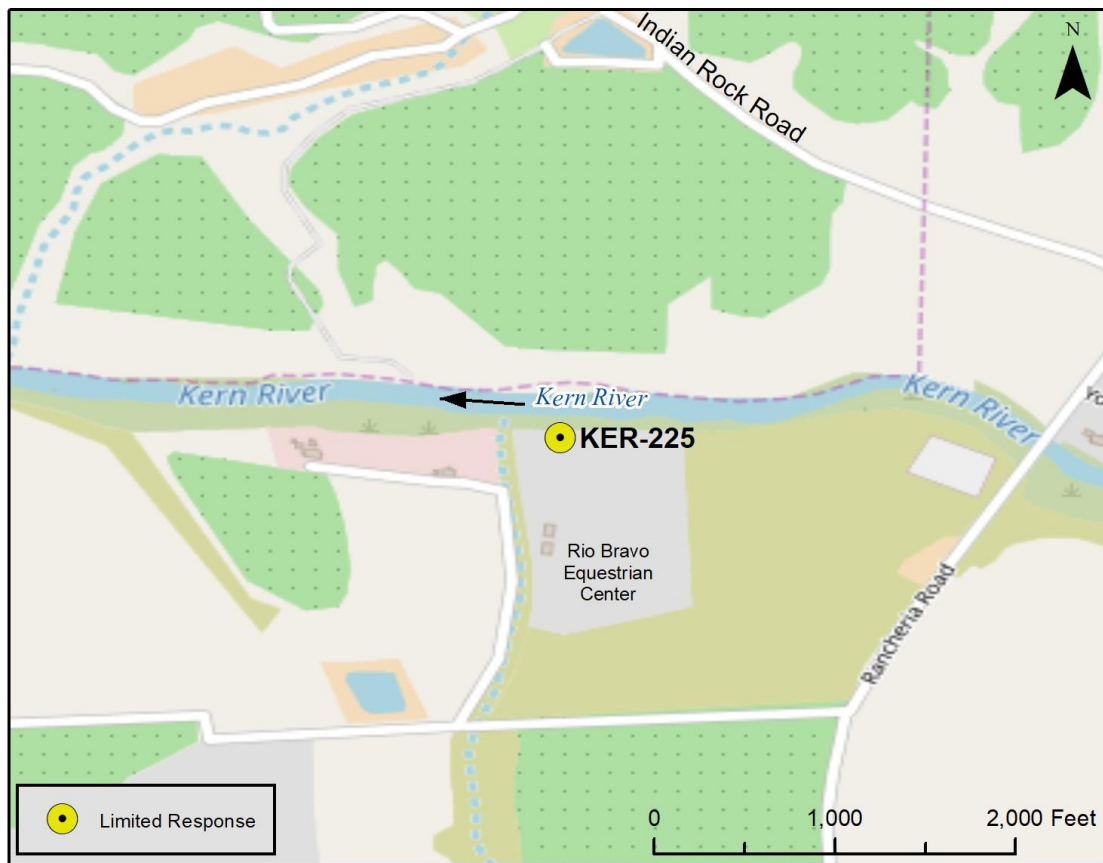 N
Indian Rock Road
Kern River
Kern River
Kern River
KER-225
Rio Bravo
Equestrian
Center
Rancheria Road
Limited Response
0 1,000 2,000 Feet